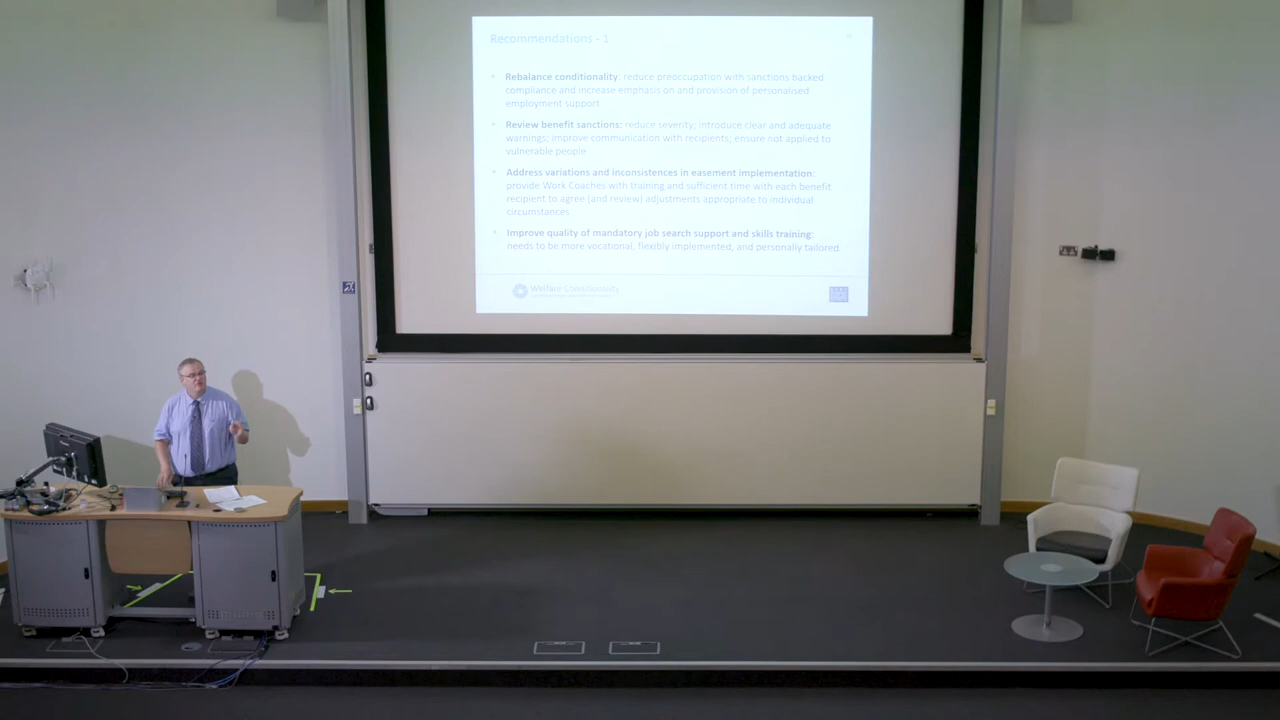 Recommendations - 1
• Rebalance conditionality: reduce preoccupation with sanctions backed
compliance and increase emphasis on and provision of personalised
employment support
• Review benefit sanctions: reduce severity; introduce clear and adequate
warnings; improve communication with recipients; ensure not applied to
vulnerable people
• Address variations and inconsistences in easement implementation:
provide Work Coaches with training and sufficient time with each benefit
recipient to agree (and review) adjustments appropriate to individual
circumstances
• Improve quality of mandatory job search support and skills training:
needs to be more vocational, flexibly implemented, and personally tailored.
Welfare Conditionality